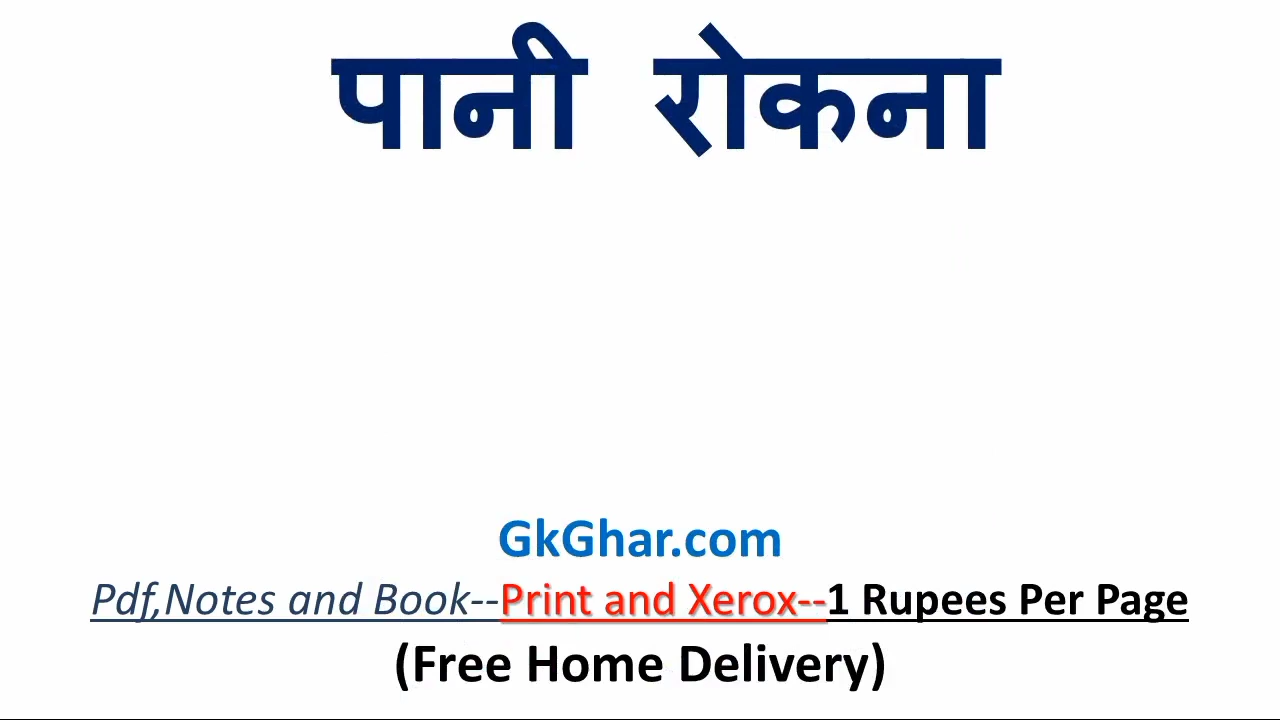 पानी रोकना
GkGhar.com
Pdf,Notes and Book--Print and Xerox--1 Rupees Per Page
(Free Home Delivery)